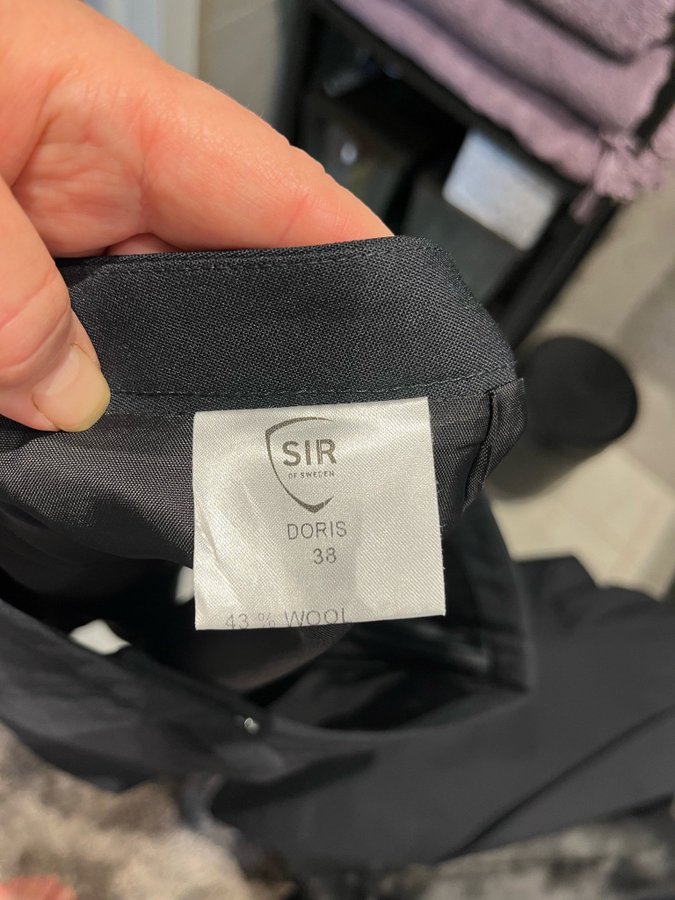 SIR
OF SWEDEN
DORIS
38
43 % WOOL